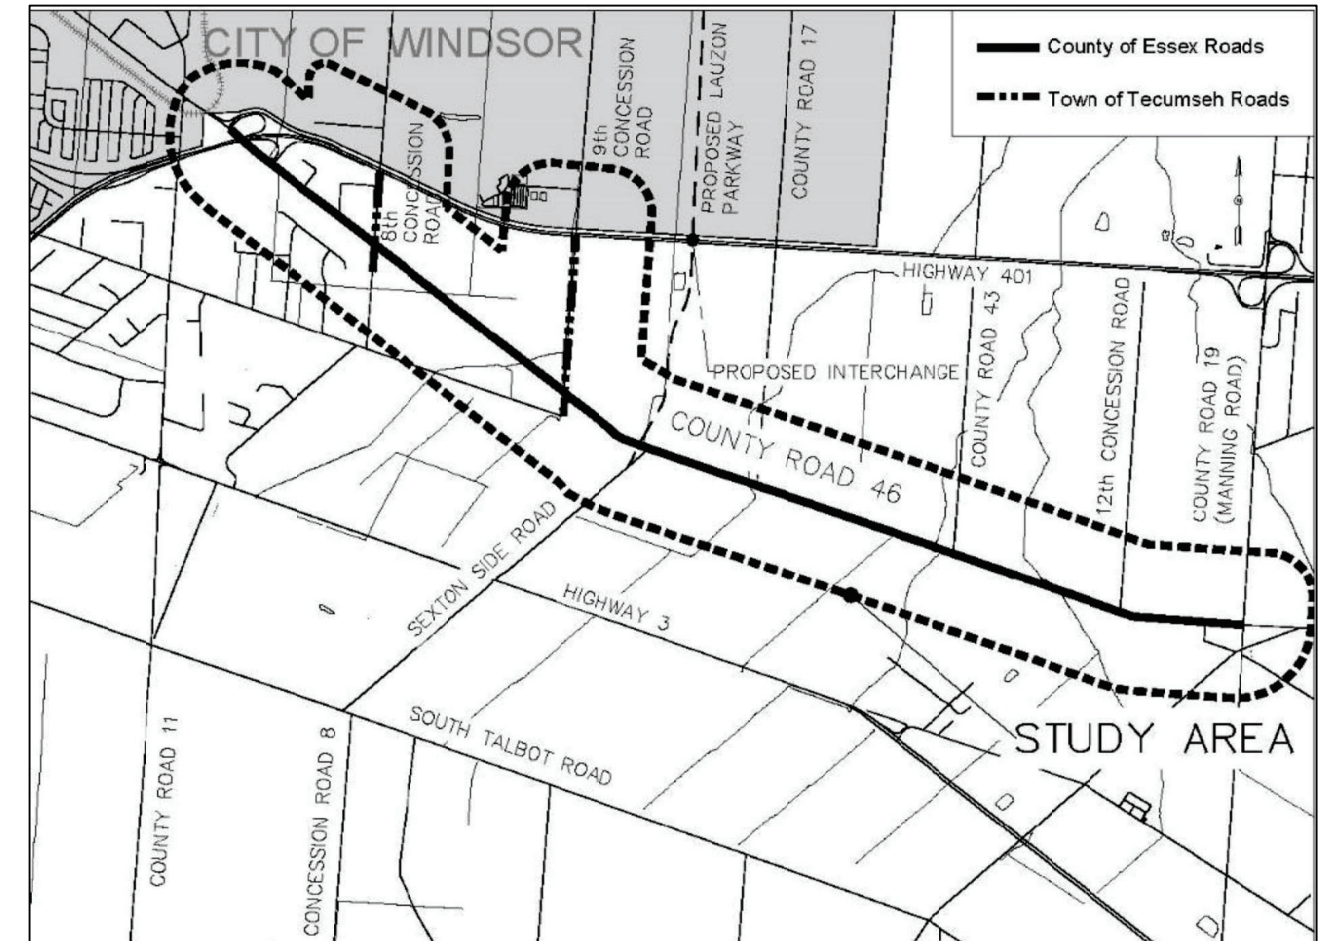 CITY OF WINDSOR
County of Essex Roads
Town of Tecumseh Roads
8th
CONCESSION
ROAD
9th
CONCESSION
ROAD
PROPOSED LAUZON
PARKWAY
COUNTY ROAD 17
HIGHWAY 401
PROPOSED INTERCHANGE
COUNTY ROAD 43
12th CONCESSION ROAD
COUNTY ROAD 19
(MANNING ROAD)
COUNTY ROAD 46
SEXTON SIDE ROAD
HIGHWAY 3
SOUTH TALBOT ROAD
COUNTY ROAD 11
CONCESSION ROAD 8
STUDY AREA